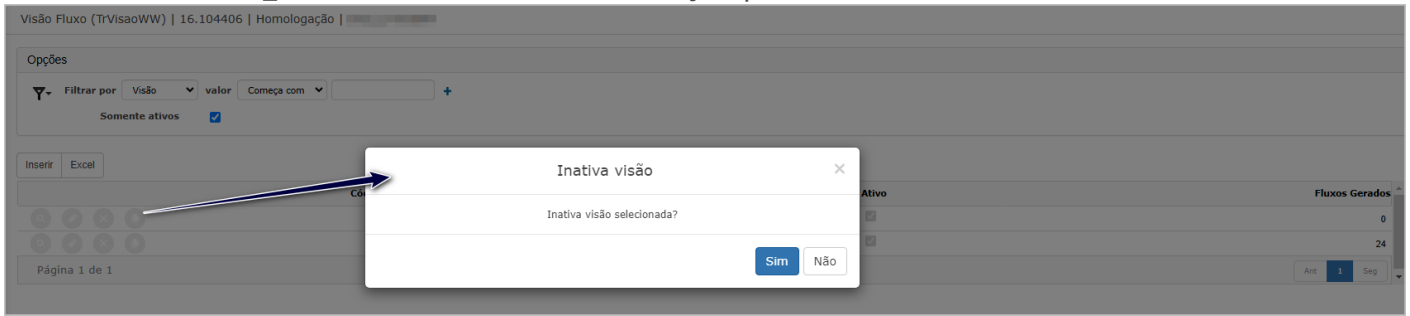 Visão Fluxo (TrVisaoWW) | 16.104406 | Homologação |
Opções
Filtrar por Visão valor Começa com +
Somente ativos
Inserir Excel
Inativa visão ×
Ativo Fluxos Gerados
Inativa visão selecionada?
0
24
Sim Não
Página 1 de 1
Ant 1 Seg